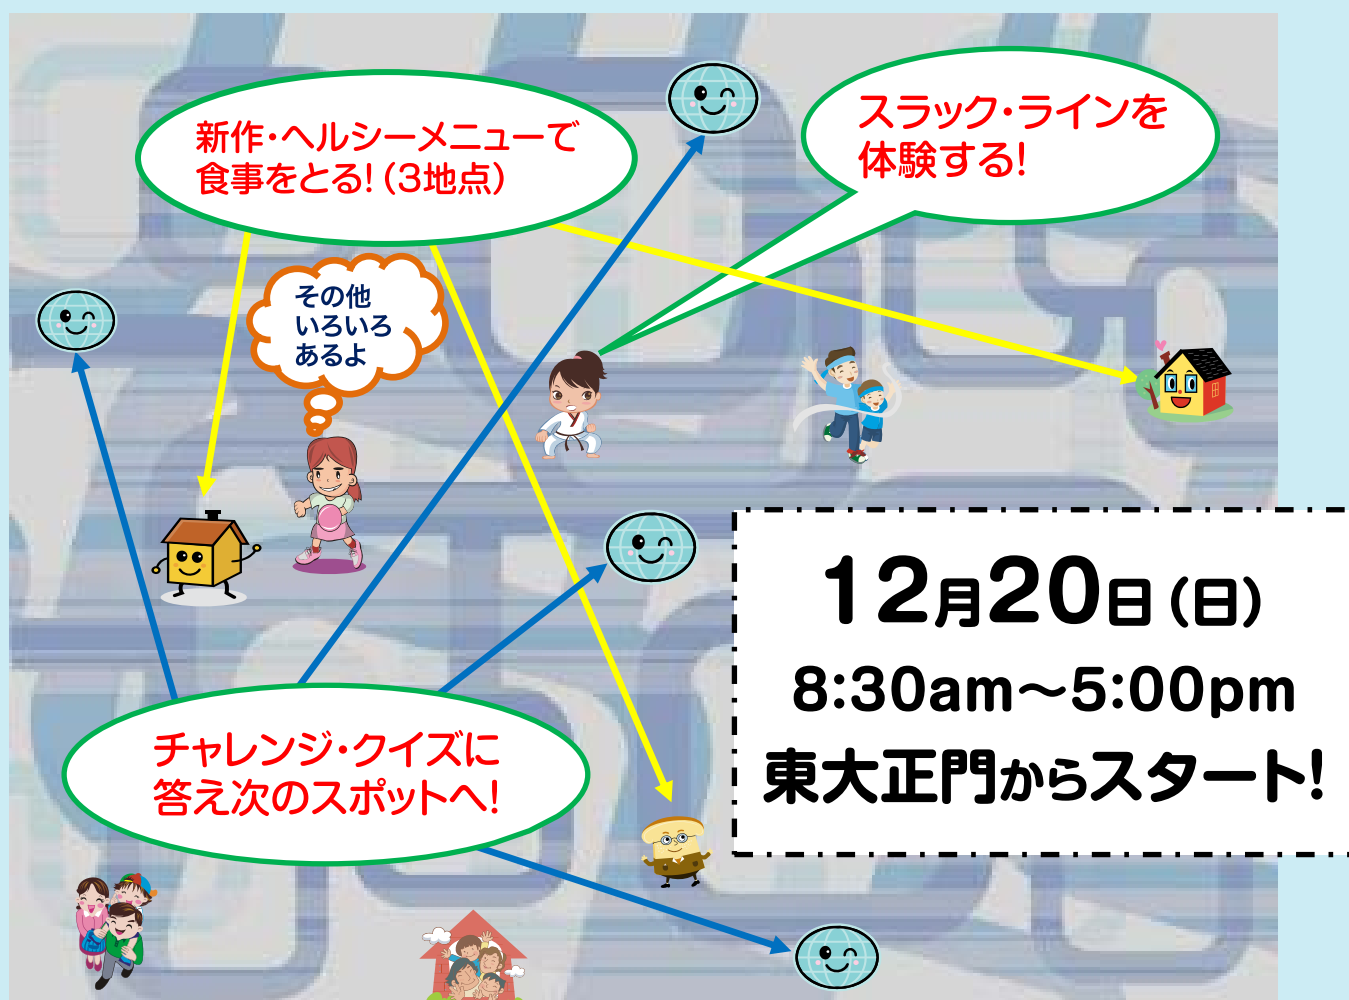 新作・ヘルシーメニューで
食事をとる!(3地点)
スラック・ラインを
体験する!
その他
いろいろ
あるよ
12月20日(日)
8:30am～5:00pm
東大正門からスタート!
チャレンジ・クイズに
答え次のスポットへ!